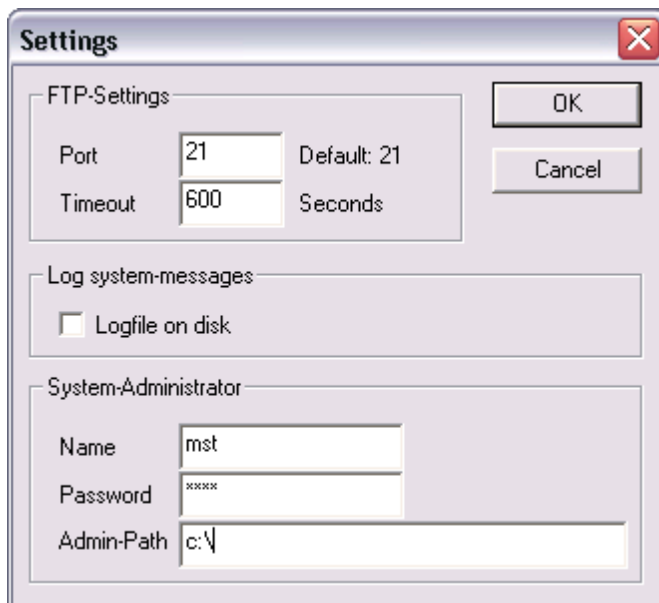 Settings
FTP-Settings
OK
Port 21 Default: 21
Cancel
Timeout 600 Seconds
Log system-messages
Logfile on disk
System-Administrator
Name mst
Password ****
Admin-Path c:\